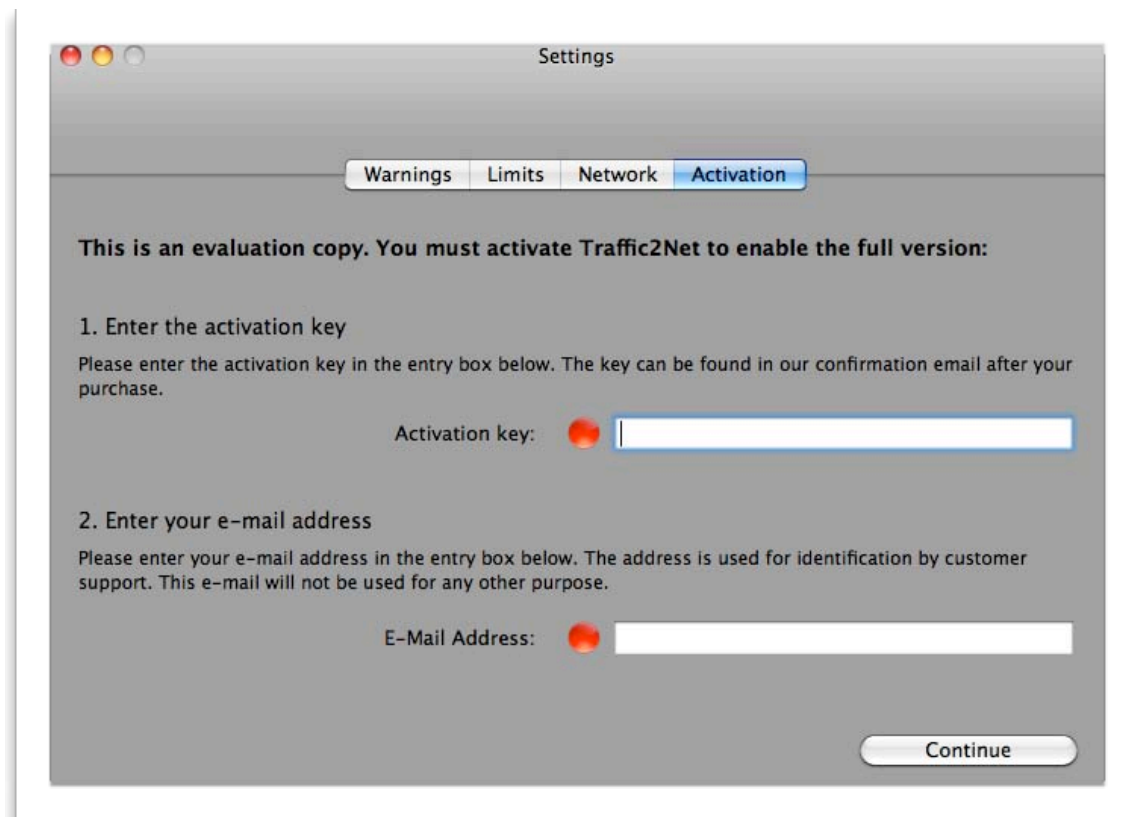 Settings
Warnings Limits Network Activation
This is an evaluation copy. You must activate Traffic2Net to enable the full version:
1. Enter the activation key
Please enter the activation key in the entry box below. The key can be found in our confirmation email after your
purchase.
Activation key:
2. Enter your e-mail address
Please enter your e-mail address in the entry box below. The address is used for identification by customer
support. This e-mail will not be used for any other purpose.
E-Mail Address:
Continue